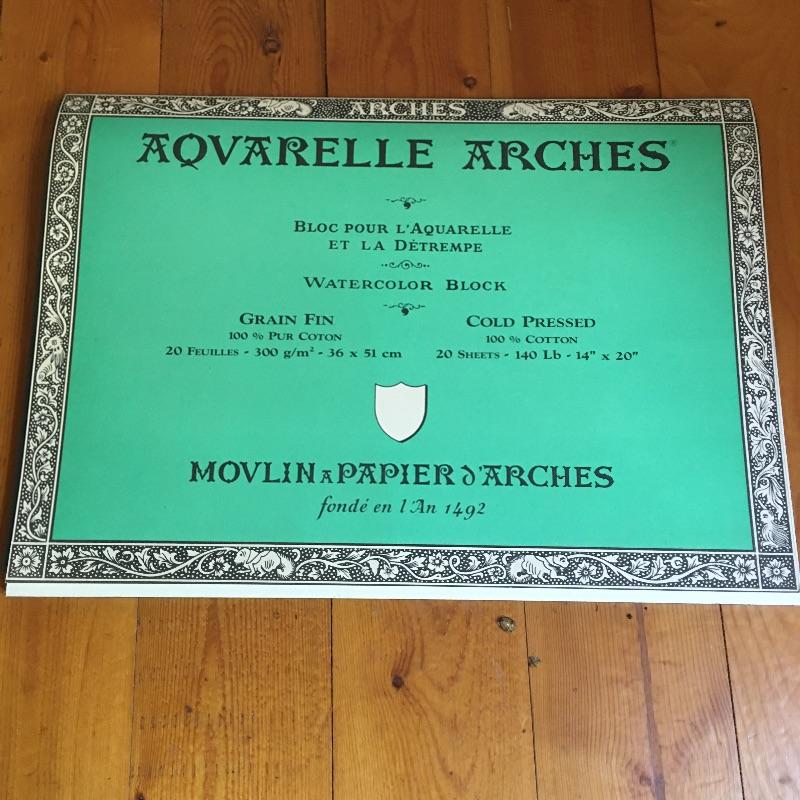 ARCHES
AQVARELLE ARCHES®
BLOC POUR L'AQUARELLE
ET LA DÉTREMPE
WATERCOLOR BLOCK
GRAIN FIN
100 % PUR COTON
20 FEUILLES - 300 g/m² - 36 x 51 cm
COLD PRESSED
100 % COTTON
20 SHEETS - 140 Lb - 14" x 20"
MOVLIN A PAPIER d'ARCHES
fondé en l'An 1492